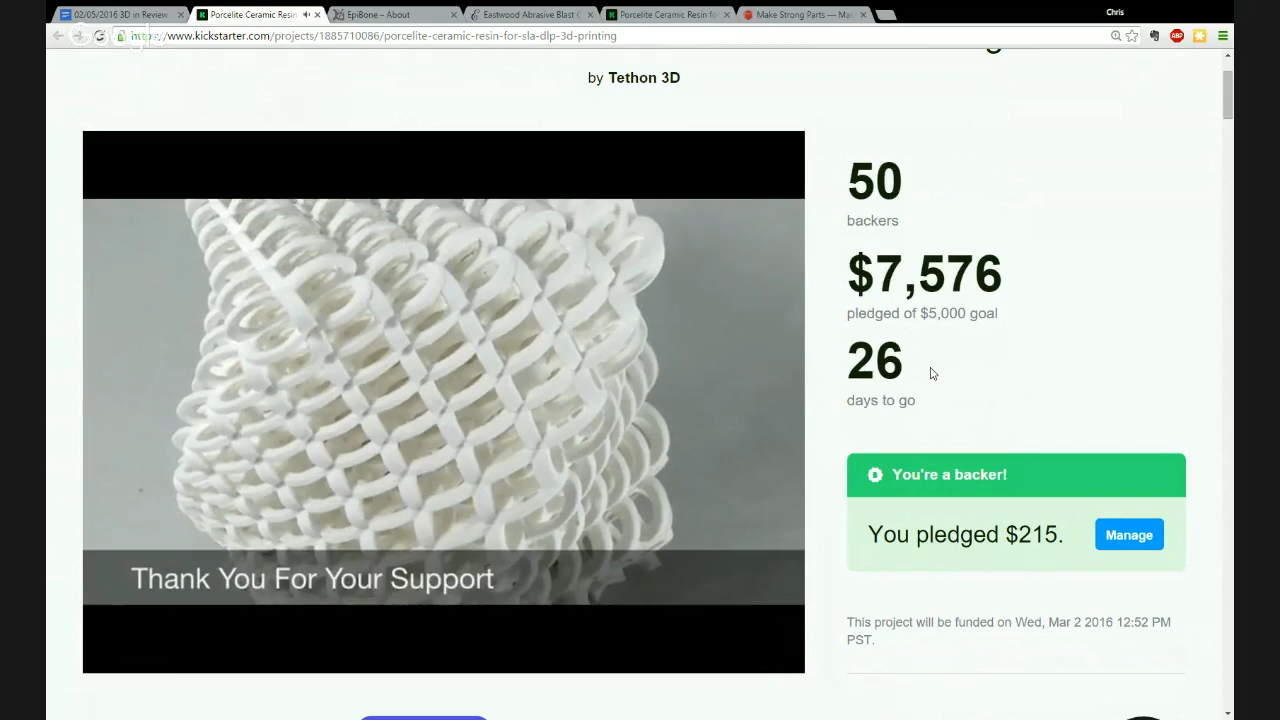 02/05/2016 3D in Review
Porcelite Ceramic Resin
EpiBone – About
Eastwood Abrasive Blast C
Porcelite Ceramic Resin fo
Make Strong Parts — Ma
Chris
https://www.kickstarter.com/projects/1885710086/porcelite-ceramic-resin-for-sla-dlp-3d-printing
ABP
by Tethon 3D
50
backers
$7,576
pledged of $5,000 goal
26
days to go
You're a backer!
You pledged $215.
Manage
Thank You For Your Support
This project will be funded on Wed, Mar 2 2016 12:52 PM
PST.